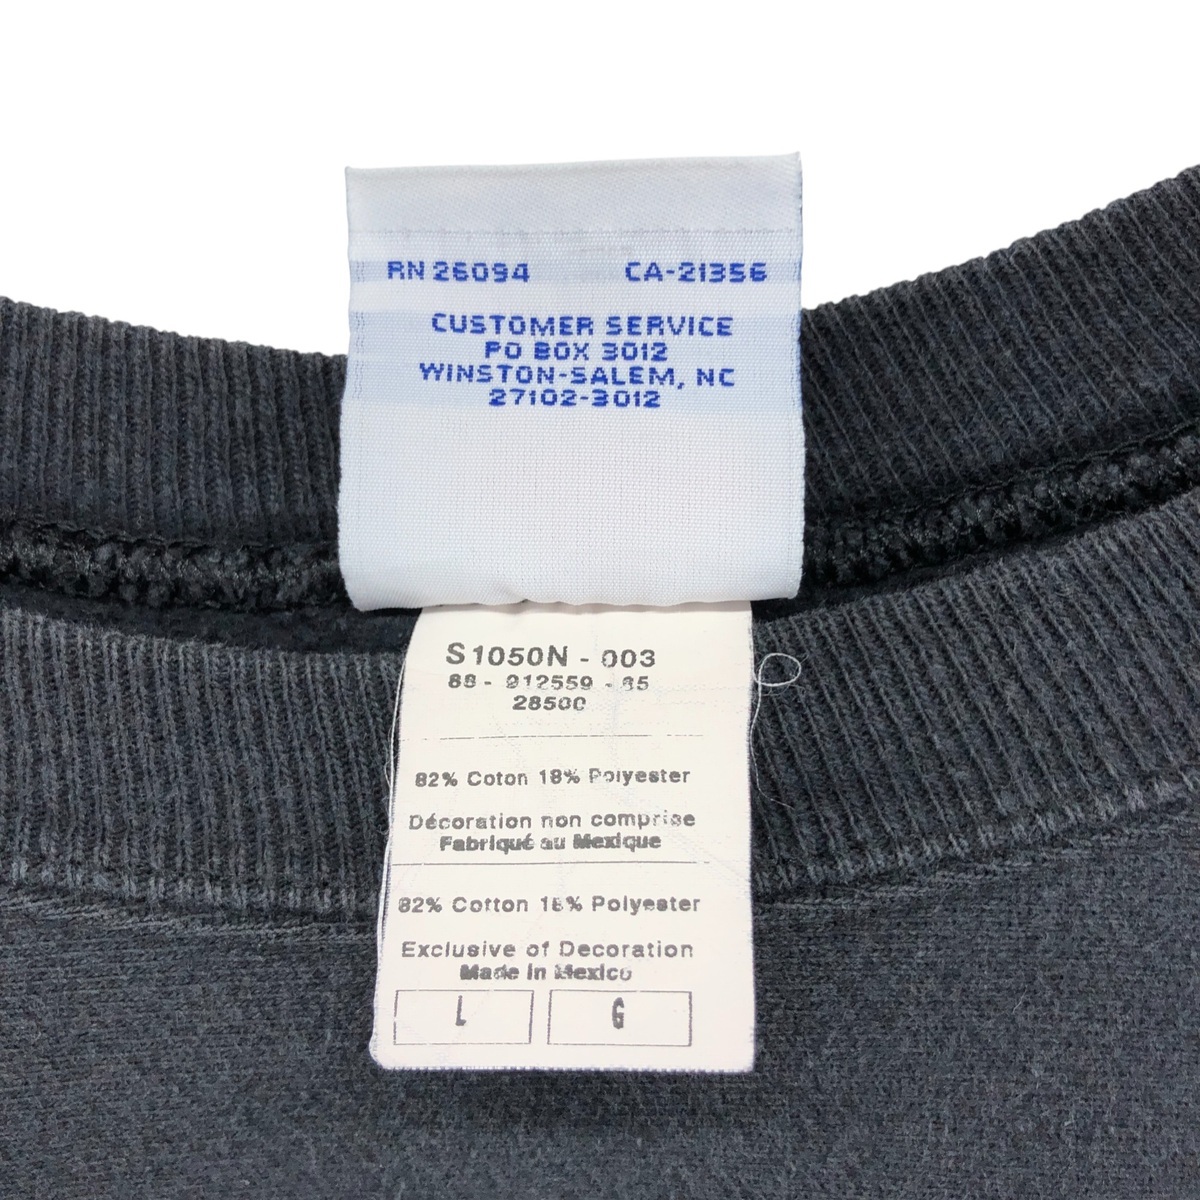 RN 26094 CA-21356
CUSTOMER SERVICE
PO BOX 3012
WINSTON-SALEM, NC
27102-3012
S1050N - 003
88 - 912559 - 85
28500
82% Coton 18% Polyester
Décoration non comprise
Fabriqué au Mexique
82% Cotton 18% Polyester
Exclusive of Decoration
Made in Mexico
L G